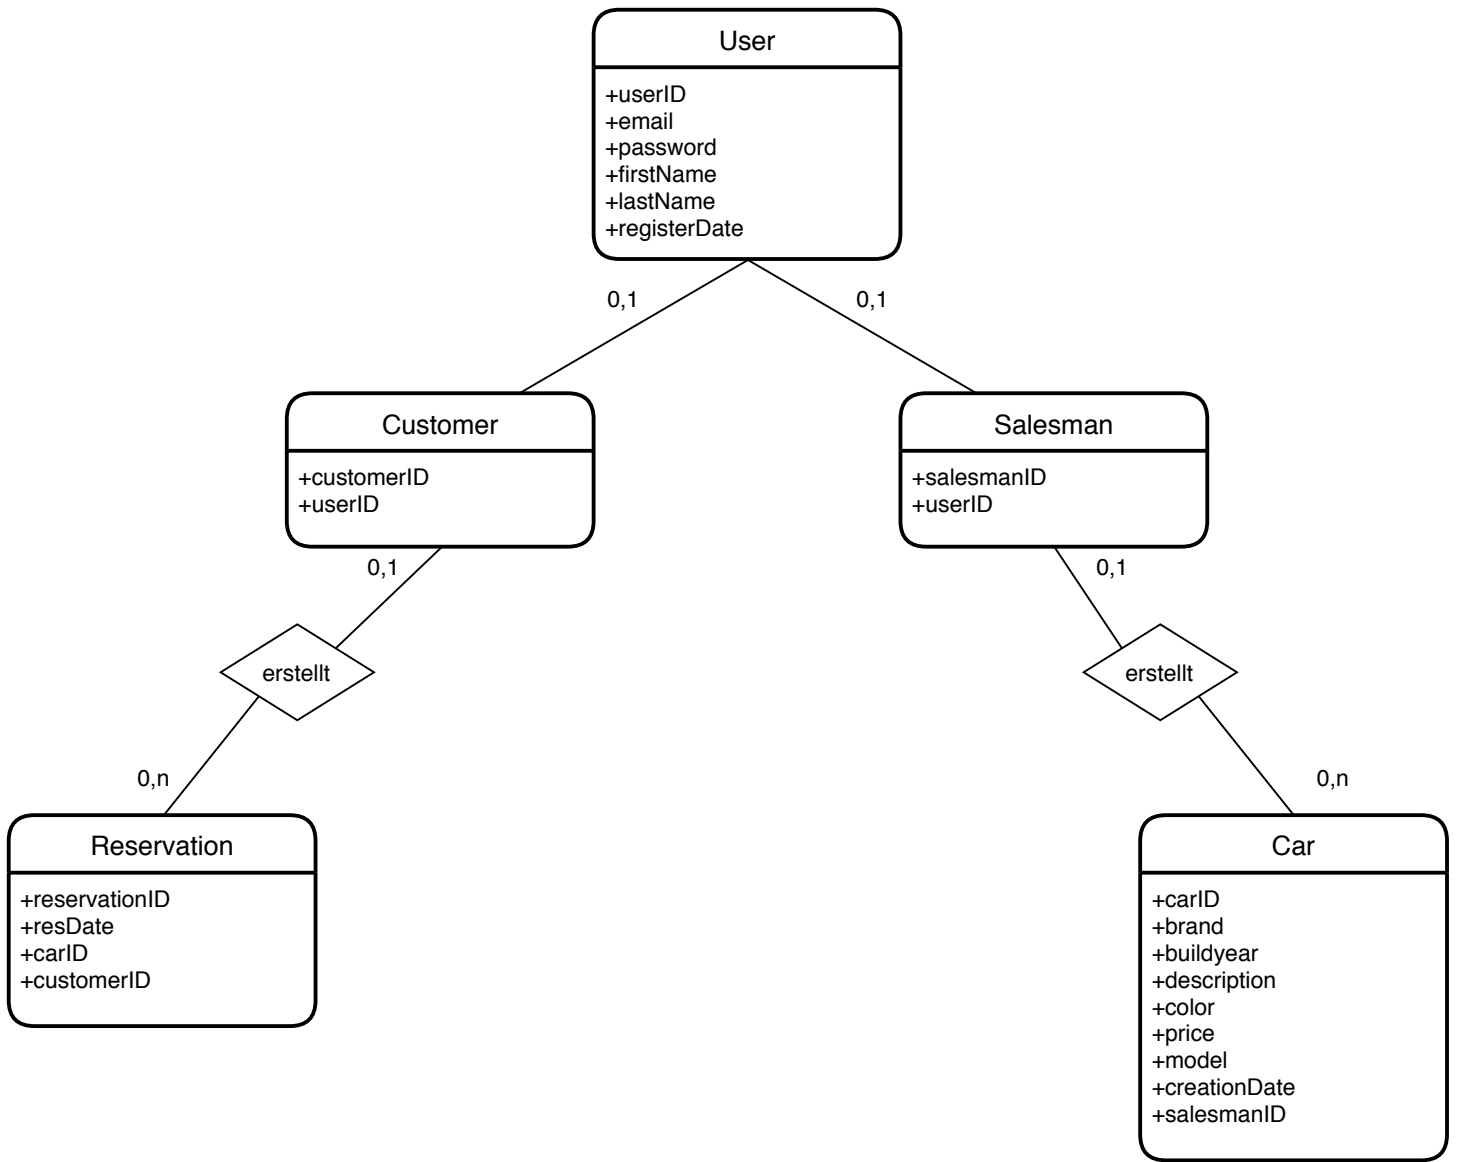 User
+userID
+email
+password
+firstName
+lastName
+registerDate
0,1
0,1
Customer
+customerID
+userID
Salesman
+salesmanID
+userID
0,1
0,1
erstellt
erstellt
0,n
0,n
Reservation
+reservationID
+resDate
+carID
+customerID
Car
+carID
+brand
+buildyear
+description
+color
+price
+model
+creationDate
+salesmanID